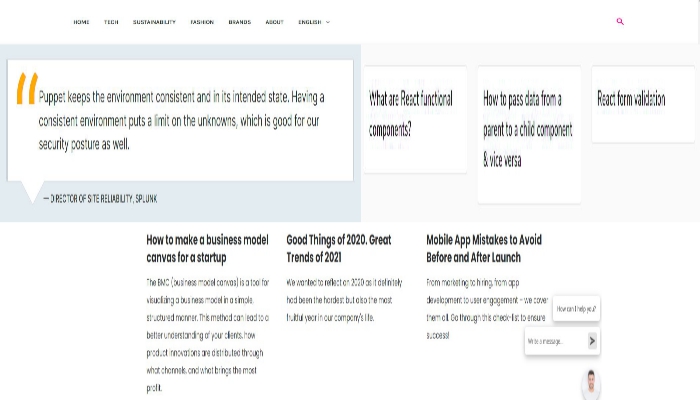 HOME TECH SUSTAINABILITY FASHION BRANDS ABOUT ENGLISH
Puppet keeps the environment consistent and in its intended state. Having a
consistent environment puts a limit on the unknowns, which is good for our
security posture as well.
— DIRECTOR OF SITE RELIABILITY, SPLUNK
What are React functional
components?
How to pass data from a
parent to a child component
& vice versa
React form validation
How to make a business model
canvas for a startup
The BMC (business model canvas) is a tool for
visualizing a business model in a simple,
structured manner. This method can lead to a
better understanding of your clients, how
product innovations are distributed through
what channels, and what brings the most
profit.
Good Things of 2020. Great
Trends of 2021
We wanted to reflect on 2020 as it definitely
had been the hardest but also the most
fruitful year in our company's life.
Mobile App Mistakes to Avoid
Before and After Launch
From marketing to hiring, from app
development to user engagement – we cover
them all. Go through this check-list to ensure
success!
How can I help you?
Write a message..